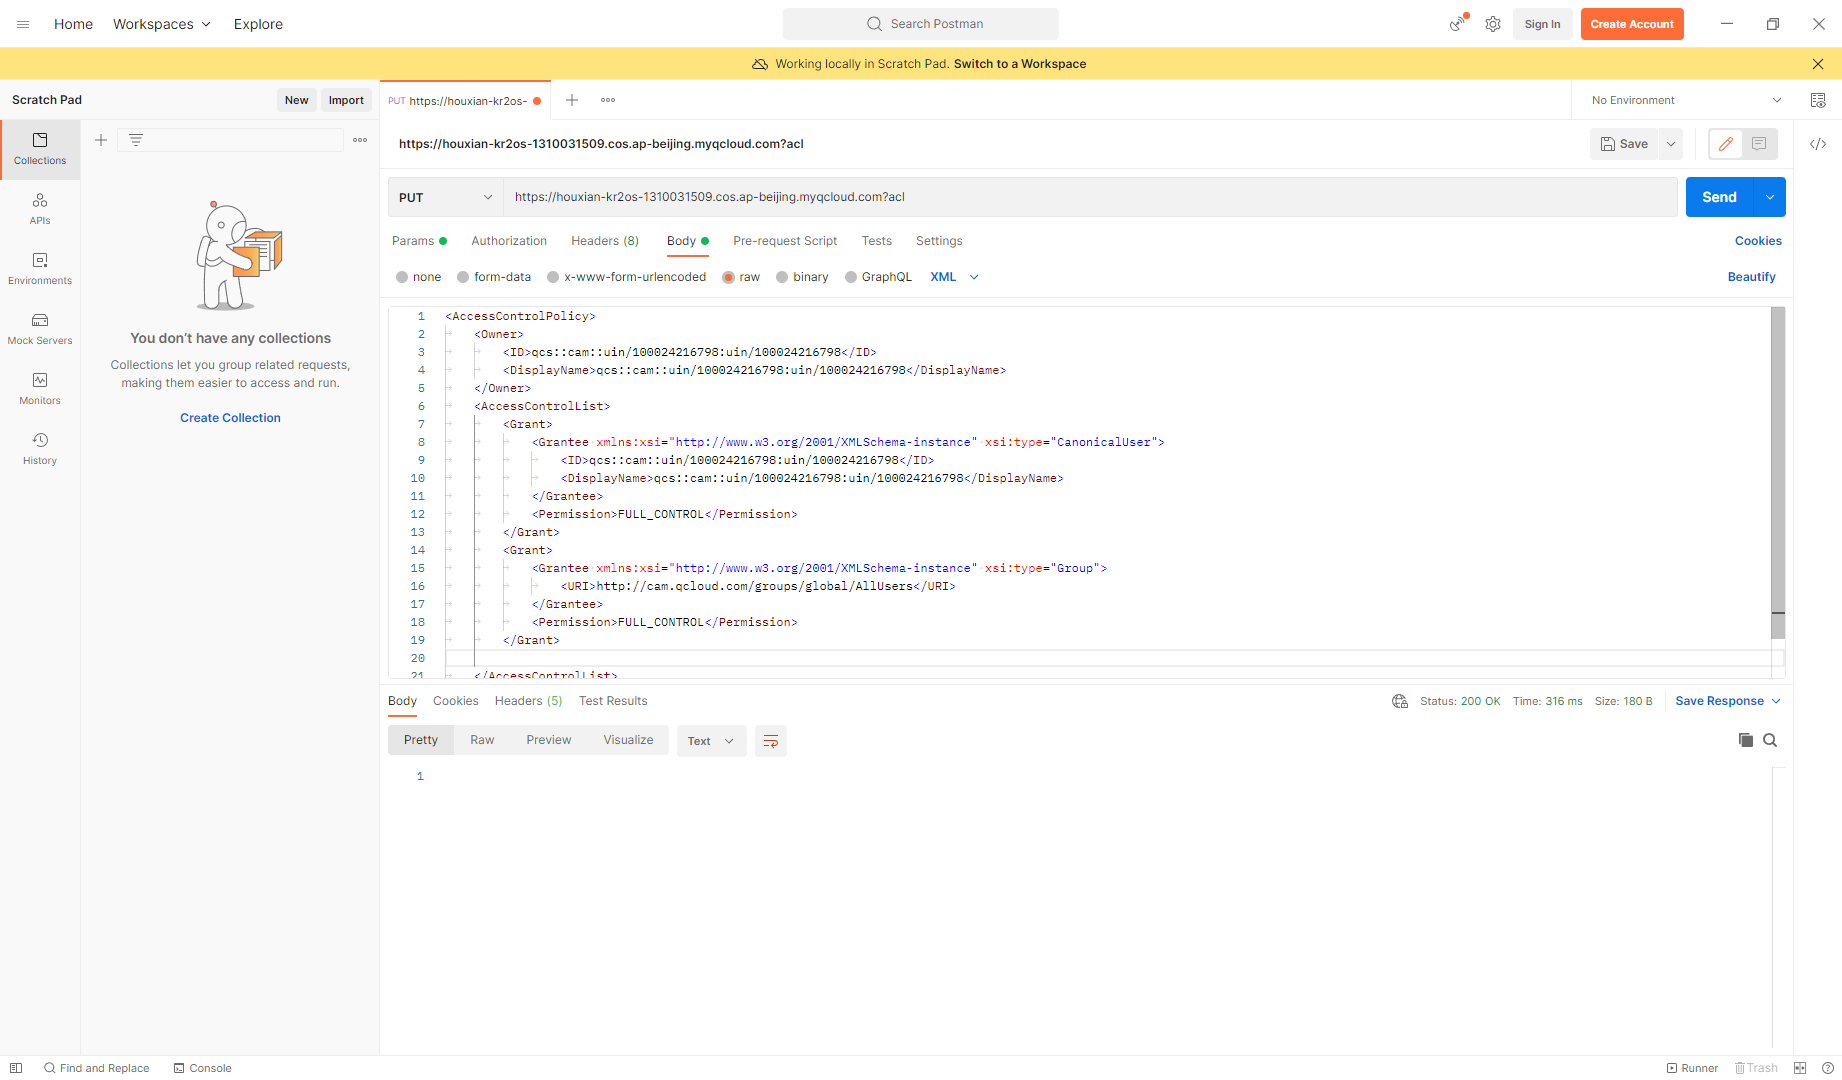 Home Workspaces Explore Search Postman Sign In Create Account
Working locally in Scratch Pad. Switch to a Workspace
Scratch Pad New Import PUT https://houxian-kr2os- No Environment
https://houxian-kr2os-1310031509.cos.ap-beijing.myqcloud.com?acl Save
Collections
PUT https://houxian-kr2os-1310031509.cos.ap-beijing.myqcloud.com?acl Send
APIs
Params Authorization Headers (8) Body Pre-request Script Tests Settings Cookies
Environments
none form-data x-www-form-urlencoded raw binary GraphQL XML Beautify
Mock Servers
Monitors
History
You don’t have any collections
Collections let you group related requests,
making them easier to access and run.
Create Collection
1 <AccessControlPolicy>
2 <Owner>
3 <ID>qcs::cam::uin/100024216798:uin/100024216798</ID>
4 <DisplayName>qcs::cam::uin/100024216798:uin/100024216798</DisplayName>
5 </Owner>
6 <AccessControlList>
7 <Grant>
8 <Grantee xmlns:xsi="http://www.w3.org/2001/XMLSchema-instance" xsi:type="CanonicalUser">
9 <ID>qcs::cam::uin/100024216798:uin/100024216798</ID>
10 <DisplayName>qcs::cam::uin/100024216798:uin/100024216798</DisplayName>
11 </Grantee>
12 <Permission>FULL_CONTROL</Permission>
13 </Grant>
14 <Grant>
15 <Grantee xmlns:xsi="http://www.w3.org/2001/XMLSchema-instance" xsi:type="Group">
16 <URI>http://cam.qcloud.com/groups/global/AllUsers</URI>
17 </Grantee>
18 <Permission>FULL_CONTROL</Permission>
19 </Grant>
20
21 </AccessControlList>
Body Cookies Headers (5) Test Results Status: 200 OK Time: 316 ms Size: 180 B Save Response
Pretty Raw Preview Visualize Text
1
Find and Replace Console Runner Trash